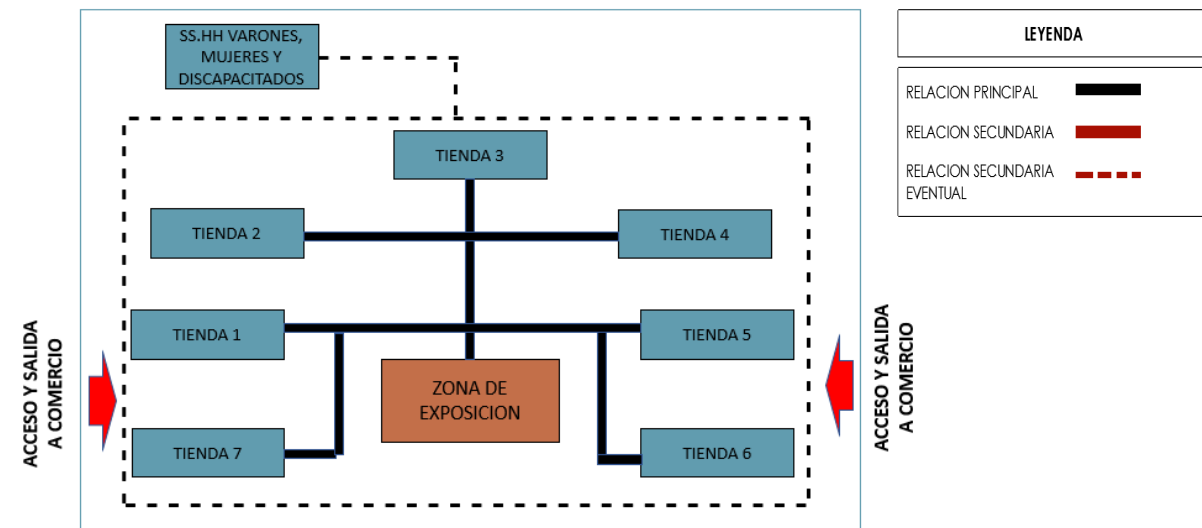 SS.HH VARONES,
MUJERES Y
DISCAPACITADOS
TIENDA 3
TIENDA 2
TIENDA 4
TIENDA 1
TIENDA 5
ZONA DE
EXPOSICION
TIENDA 7
TIENDA 6
ACCESO Y SALIDA
A COMERCIO
ACCESO Y SALIDA
A COMERCIO
LEYENDA
RELACION PRINCIPAL
RELACION SECUNDARIA
RELACION SECUNDARIA
EVENTUAL